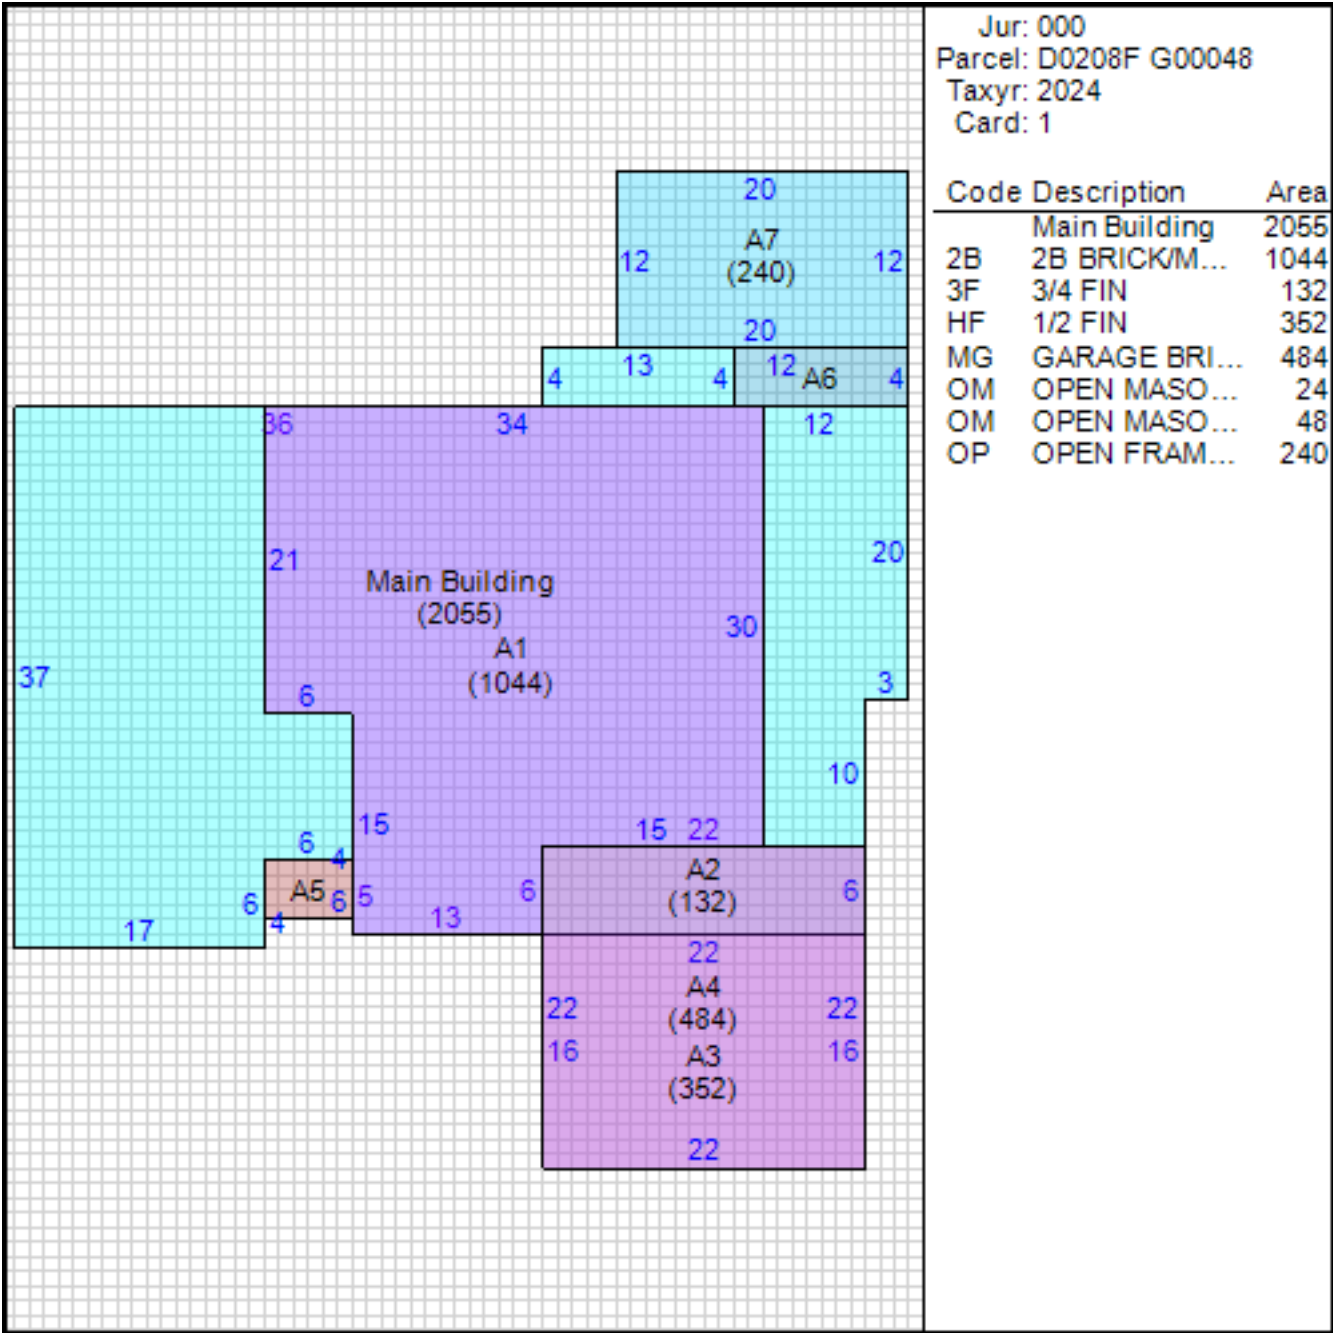 Jur: 000
Parcel: D0208F G00048
Taxyr: 2024
Card: 1
Code Description Area
Main Building 2055
2B 2B BRICK/M... 1044
3F 3/4 FIN 132
HF 1/2 FIN 352
MG GARAGE BRI... 484
OM OPEN MASO... 24
OM OPEN MASO... 48
OP OPEN FRAM... 240
20
A7
12 (240) 12
20
4 13 4 12 A6 4
36 34 12
21 20
Main Building
(2055)
30
A1
37 (1044)
6 3
10
15 15 22
6 4
A2
A5 6 6
6 6 5 (132)
17 4 13
22
A4
22 22
(484)
16 A3 16
(352)
22